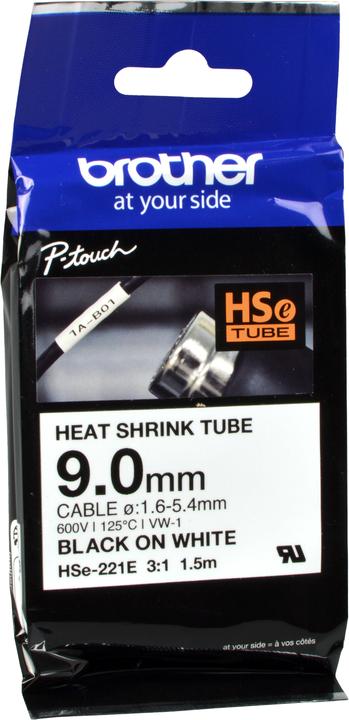 brother
at your side
P-touch
1A-B01
HSe
TUBE
HEAT SHRINK TUBE
9.0mm
CABLE ø:1.6-5.4mm
600V | 125°C | VW-1
BLACK ON WHITE
HSe-221E 3:1 1.5m
at your side = à vos côtés